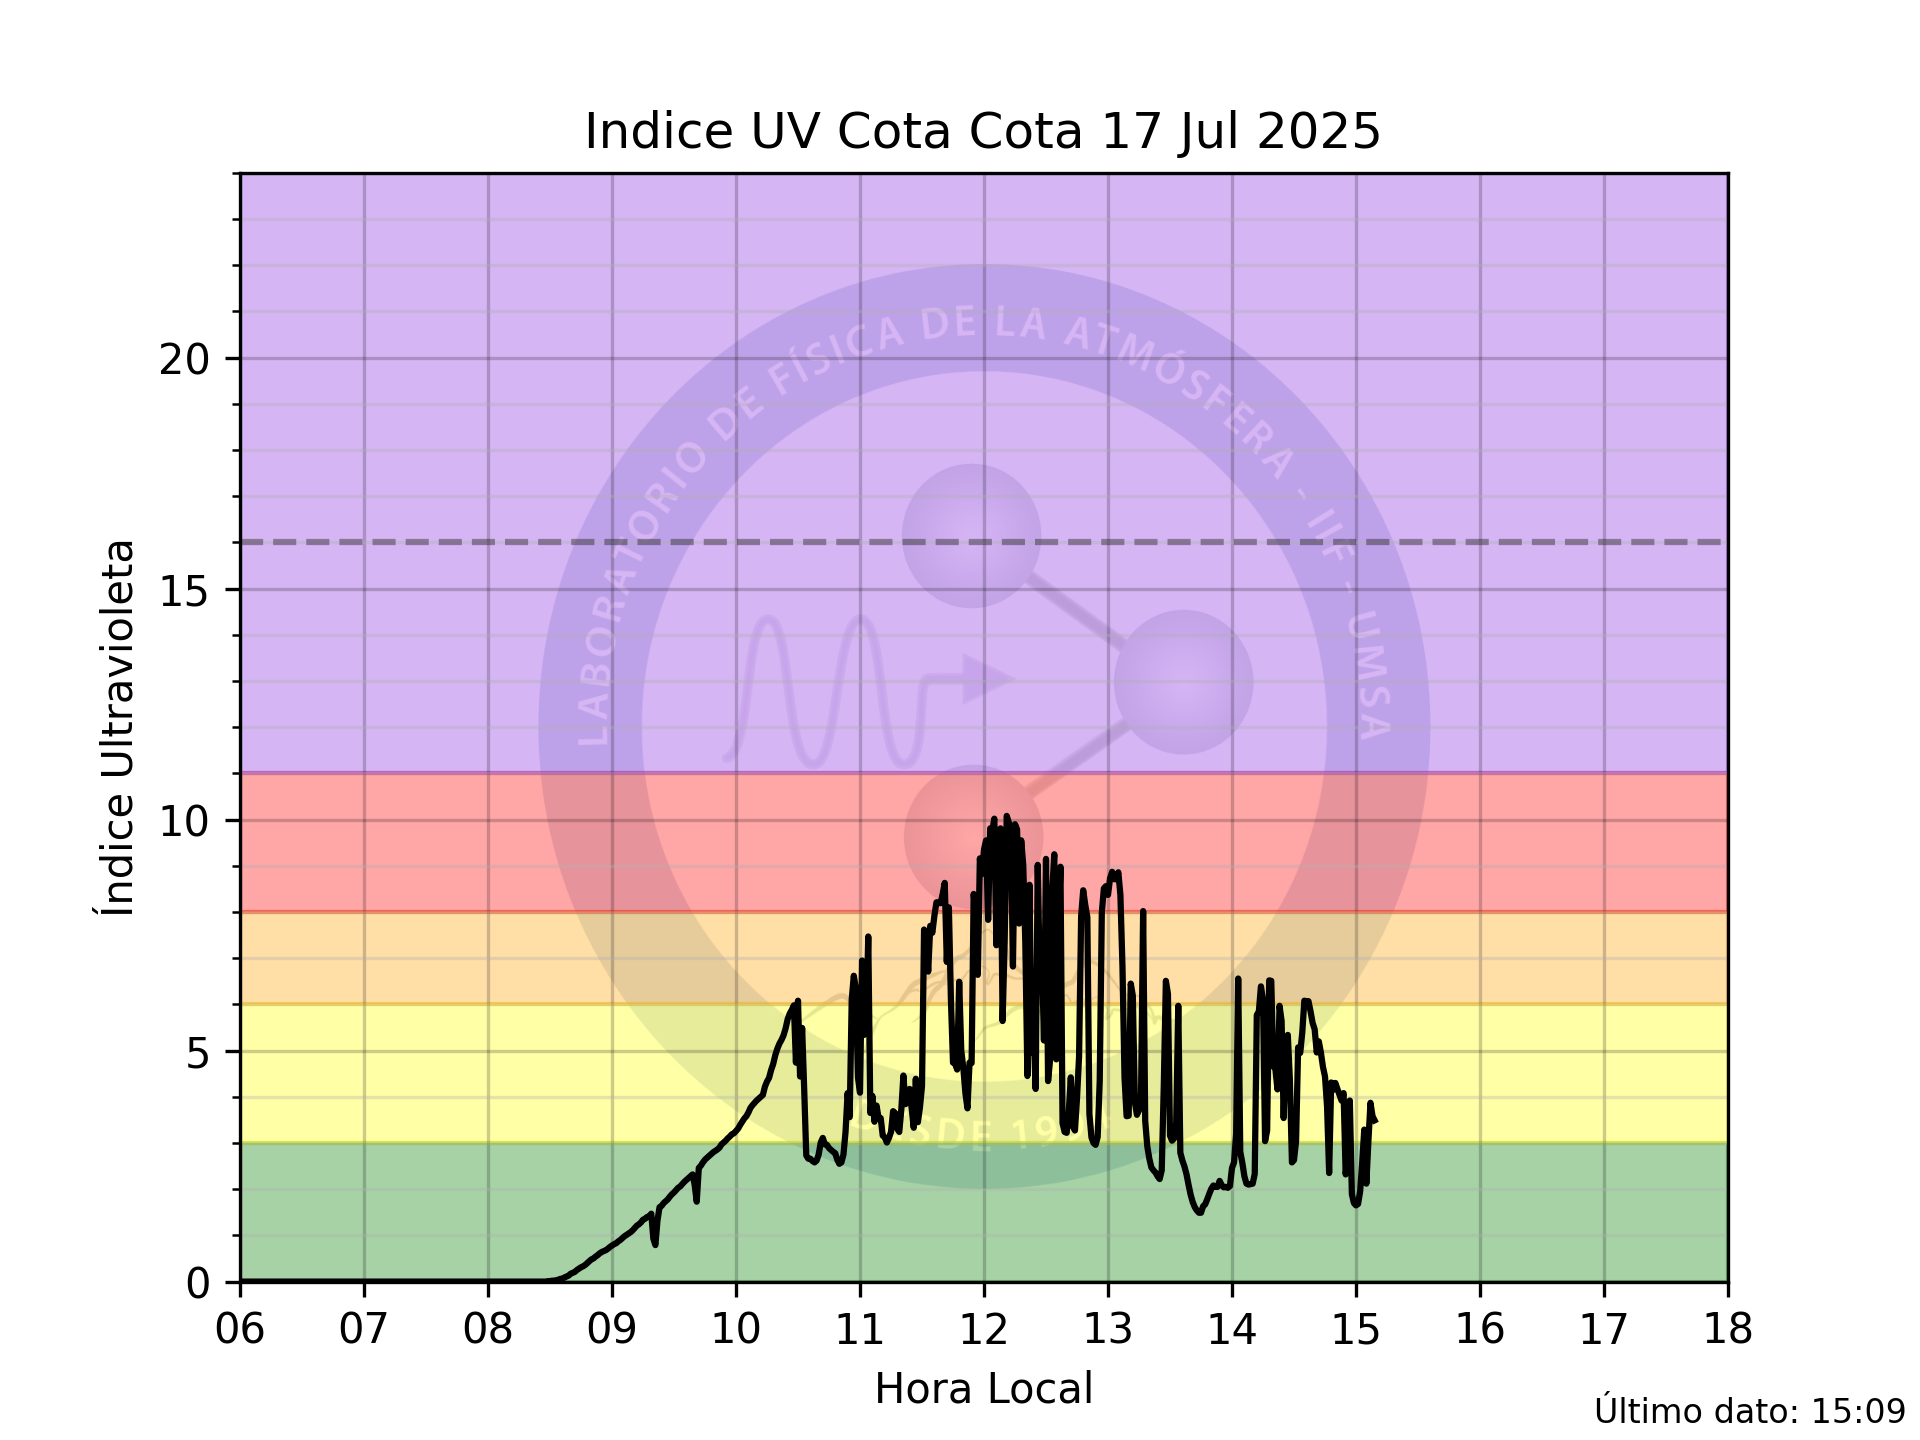 Indice UV Cota Cota 17 Jul 2025
20
15
10
5
0
Índice Ultravioleta
LABORATORIO DE FÍSICA DE LA ATMÓSFERA - IIF - UMSA
06 07 08 09 10 11 12 13 14 15 16 17 18
Hora Local
Último dato: 15:09